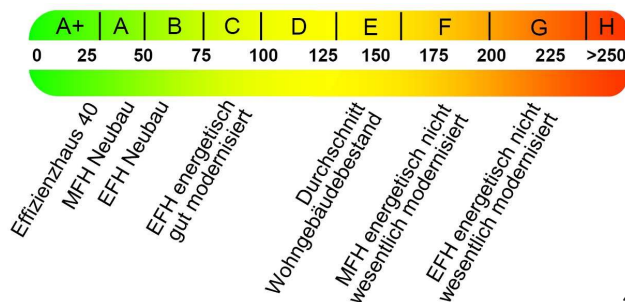 A+ A B C D E F G H
0 25 50 75 100 125 150 175 200 225 >250
Effizienzhaus 40
MFH Neubau
EFH Neubau
EFH energetisch
gut modernisiert
Durchschnitt
Wohngebäudebestand
MFH energetisch nicht
wesentlich modernisiert
EFH energetisch nicht
wesentlich modernisiert